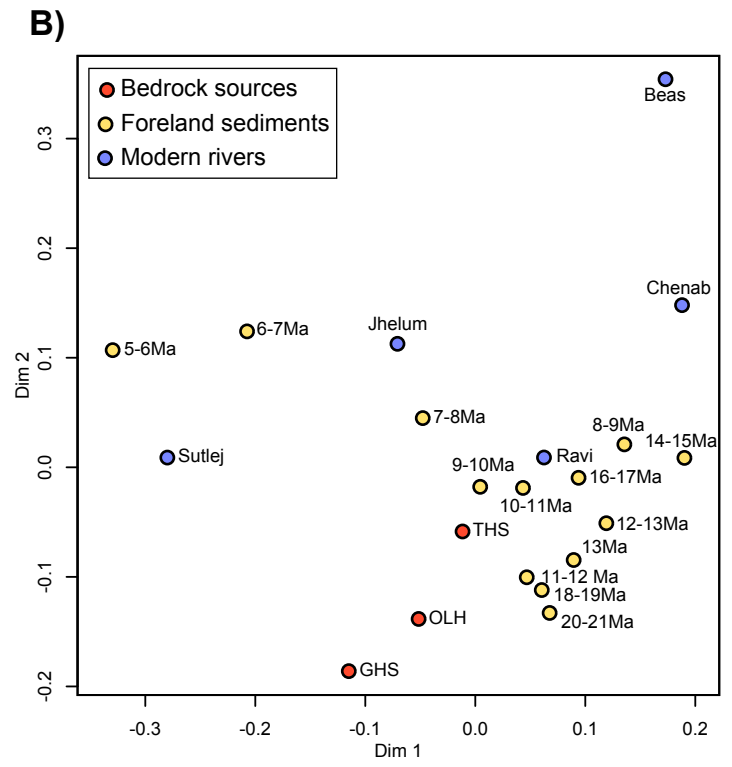 B)
Bedrock sources
Foreland sediments
Modern rivers
Beas
Chenab
Jhelum
6-7Ma
5-6Ma
7-8Ma
8-9Ma
14-15Ma
Sutlej
Ravi
9-10Ma
16-17Ma
10-11Ma
THS
12-13Ma
13Ma
11-12 Ma
18-19Ma
OLH
20-21Ma
GHS
0.3
0.2
0.1
0.0
-0.1
-0.2
Dim 2
-0.3 -0.2 -0.1 0.0 0.1 0.2
Dim 1